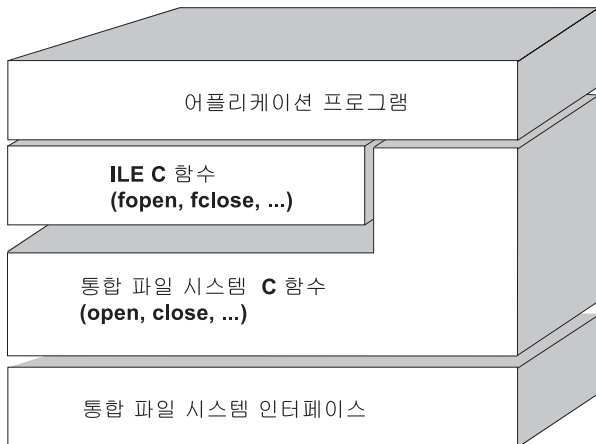 어플리케이션 프로그램
ILE C 함수
(fopen, fclose, ...)
통합 파일 시스템 C 함수
(open, close, ...)
통합 파일 시스템 인터페이스